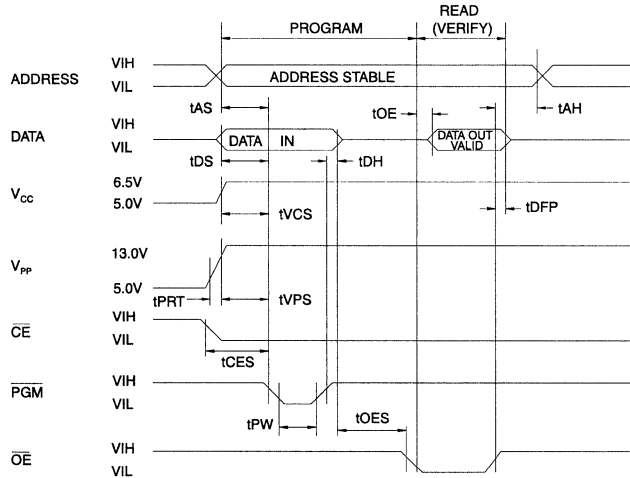 PROGRAM
READ
(VERIFY)
ADDRESS
VIH
VIL
ADDRESS STABLE
tAS
tOE
tAH
DATA
VIH
VIL
DATA IN
DATA OUT
VALID
tDS
tDH
VCC
6.5V
5.0V
tVCS
tDFP
VPP
13.0V
5.0V
tPRT
tVPS
CE
VIH
VIL
tCES
PGM
VIH
VIL
tPW
tOES
OE
VIH
VIL